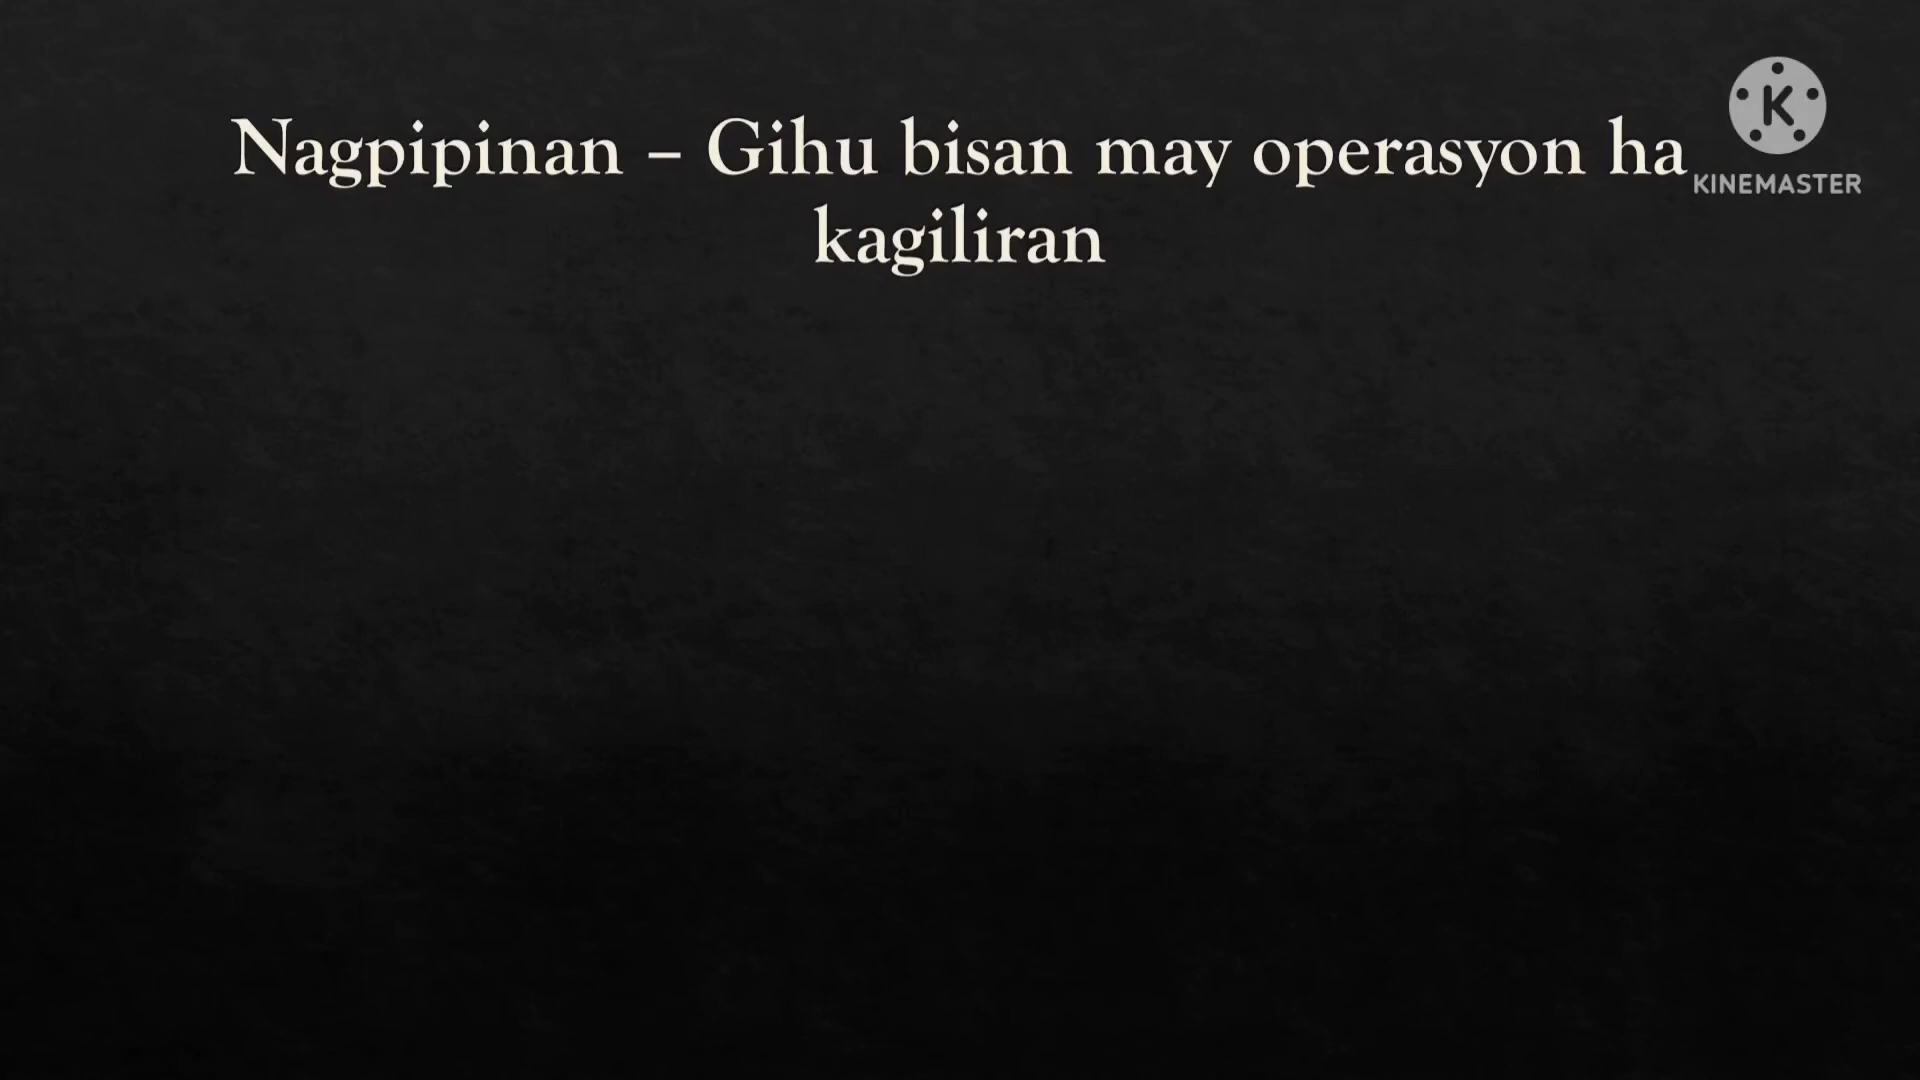 Nagpipinan – Gihu bisan may operasyon ha
kagiliran
K
KINEMASTER